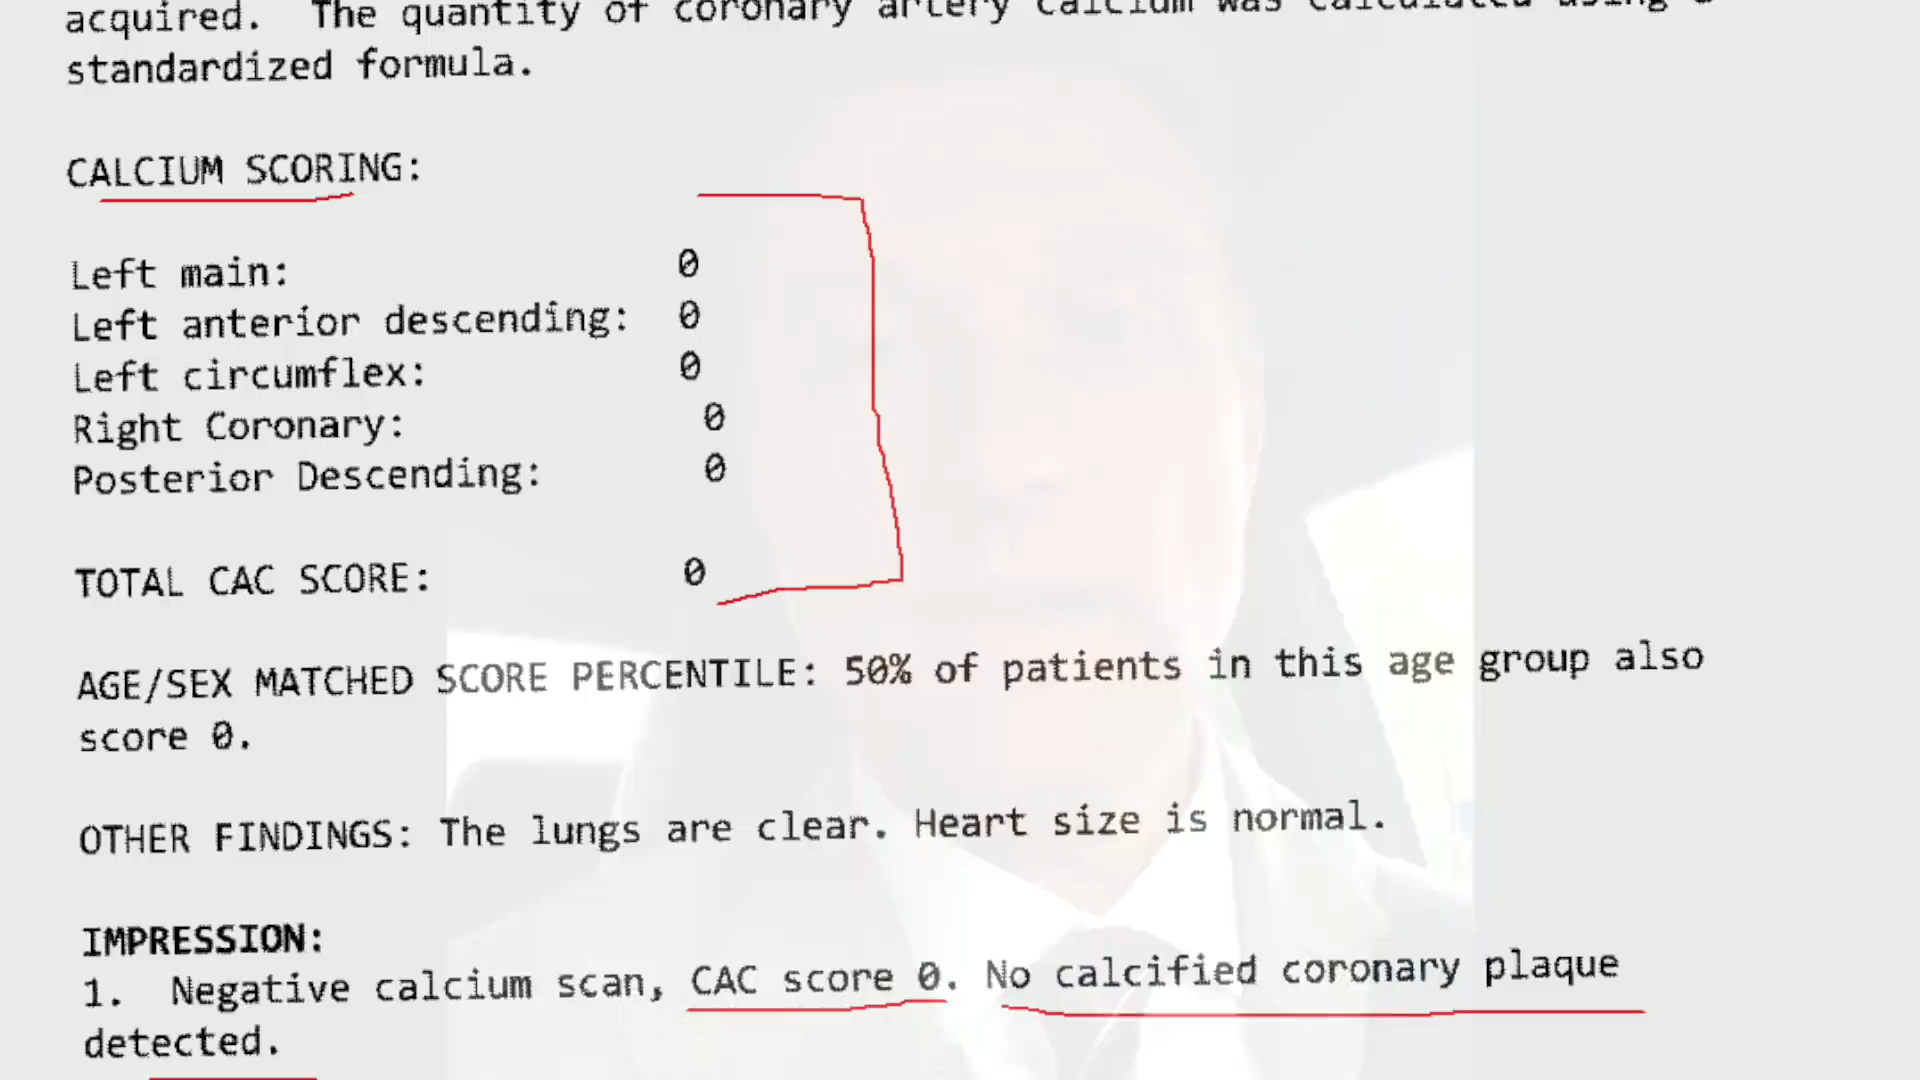 acquired. The quantity of coronary artery calcium was calculated using a
standardized formula.
CALCIUM SCORING:
Left main: 0
Left anterior descending: 0
Left circumflex: 0
Right Coronary: 0
Posterior Descending: 0
TOTAL CAC SCORE: 0
AGE/SEX MATCHED SCORE PERCENTILE: 50% of patients in this age group also
score 0.
OTHER FINDINGS: The lungs are clear. Heart size is normal.
IMPRESSION:
1. Negative calcium scan, CAC score 0. No calcified coronary plaque
detected.